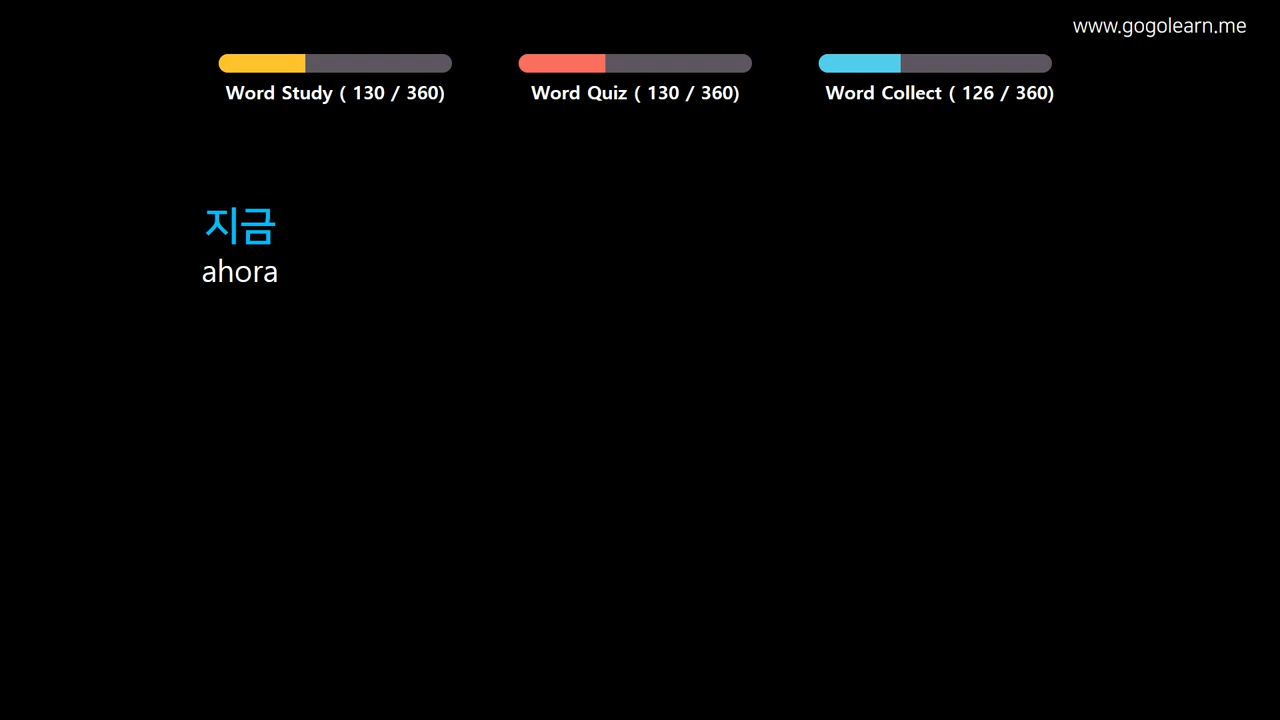 www.gogolearn.me
Word Study ( 130 / 360)
Word Quiz ( 130 / 360)
Word Collect ( 126 / 360)
지금
ahora